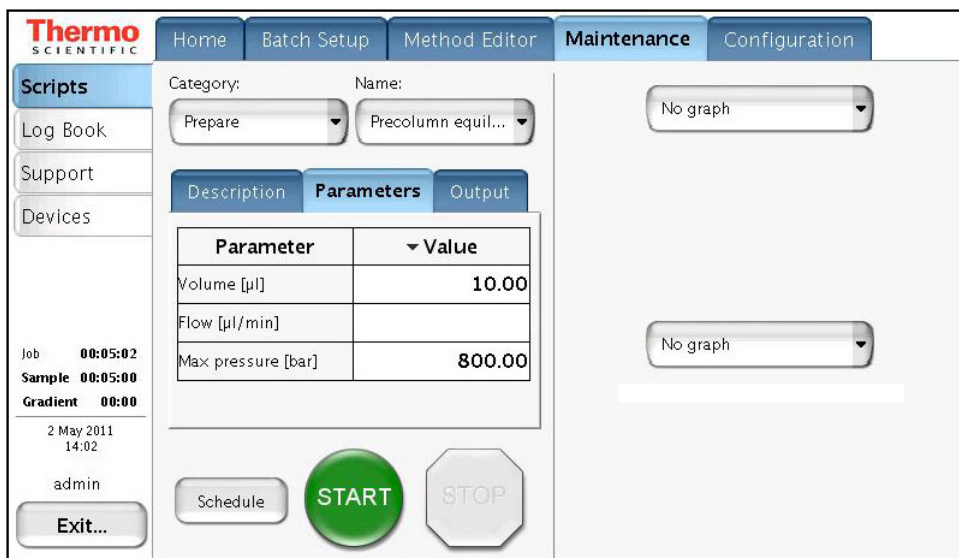 Thermo
SCIENTIFIC
Home
Batch Setup
Method Editor
Maintenance
Configuration
Scripts
Log Book
Support
Devices
Category:
Name:
Prepare
Precolumn equil...
No graph
Description
Parameters
Output
Parameter
Value
Volume [µl]
10.00
Flow [µl/min]
Max pressure [bar]
800.00
No graph
Job 00:05:02
Sample 00:05:00
Gradient 00:00
2 May 2011
14:02
admin
Exit...
Schedule
START
STOP